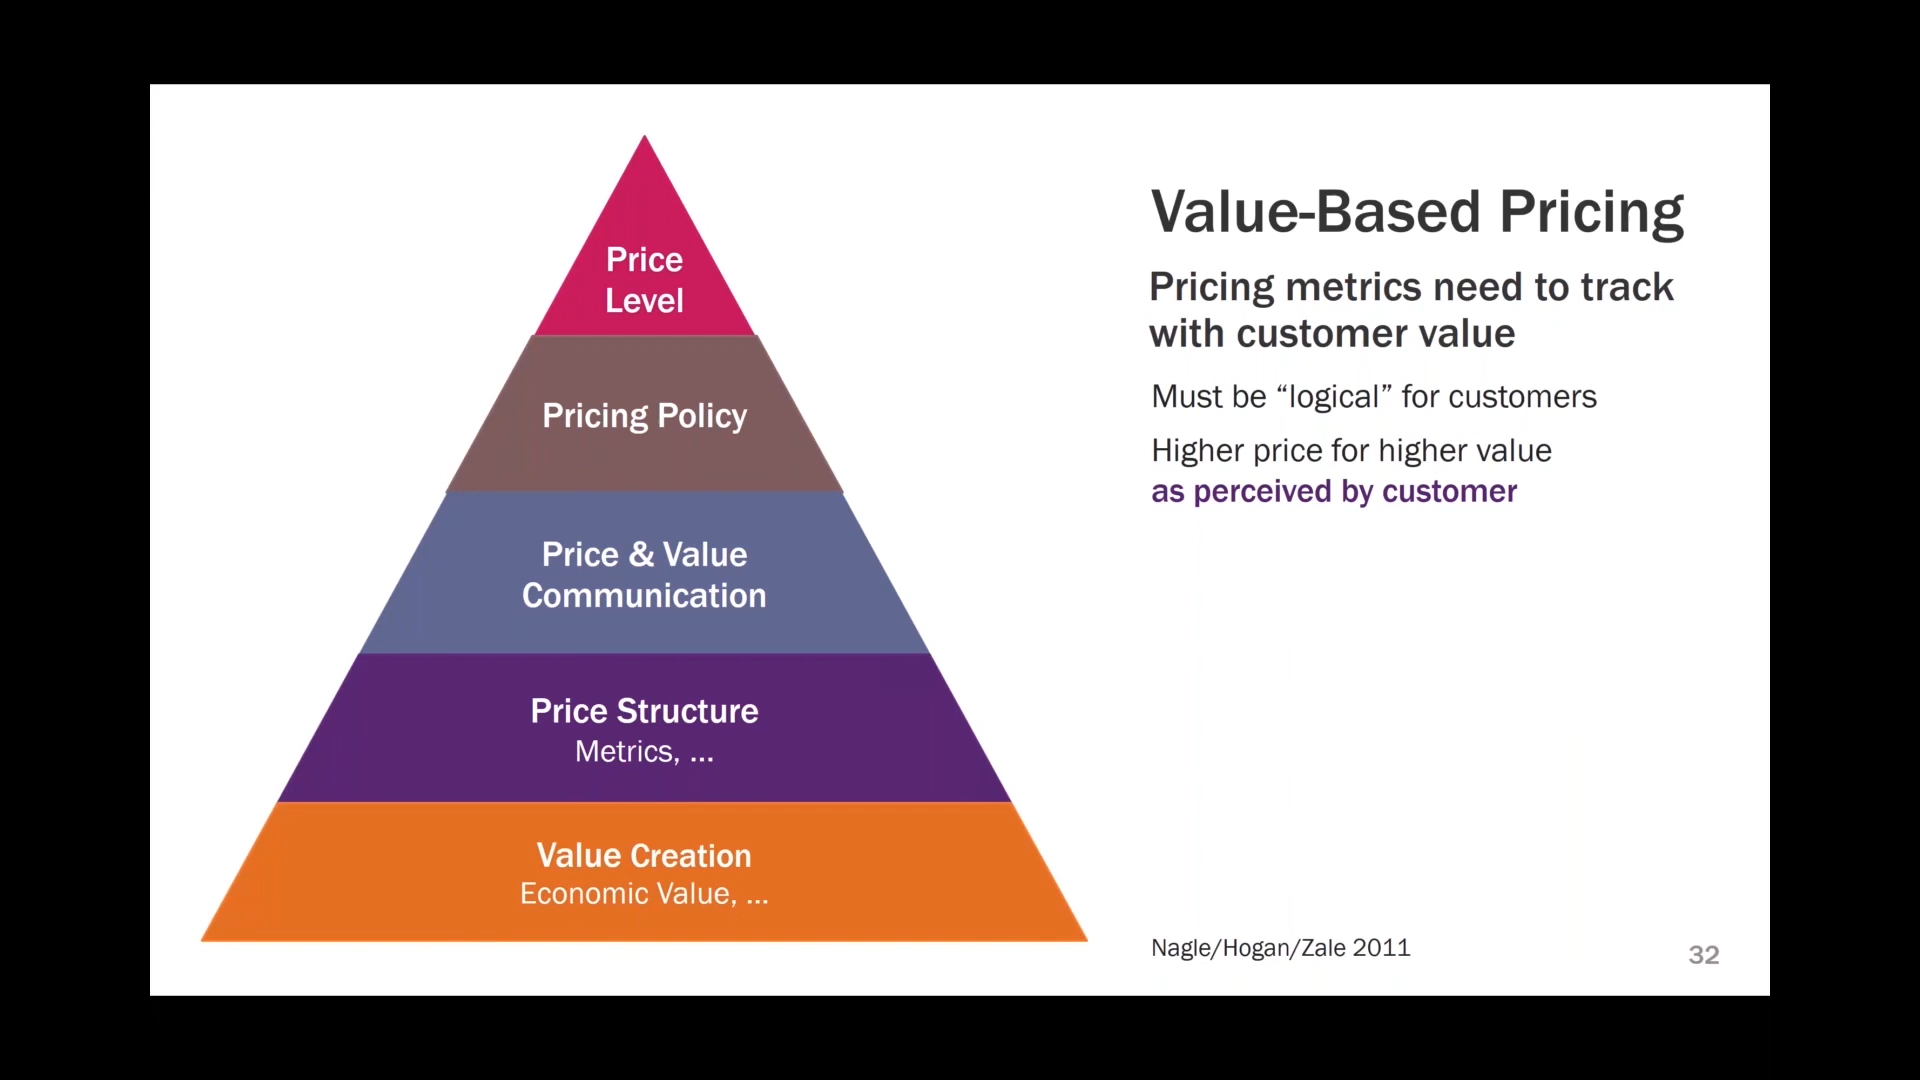 Price
Level
Pricing Policy
Price & Value
Communication
Price Structure
Metrics, ...
Value Creation
Economic Value, ...
Value-Based Pricing
Pricing metrics need to track
with customer value
Must be “logical” for customers
Higher price for higher value
as perceived by customer
Nagle/Hogan/Zale 2011
32